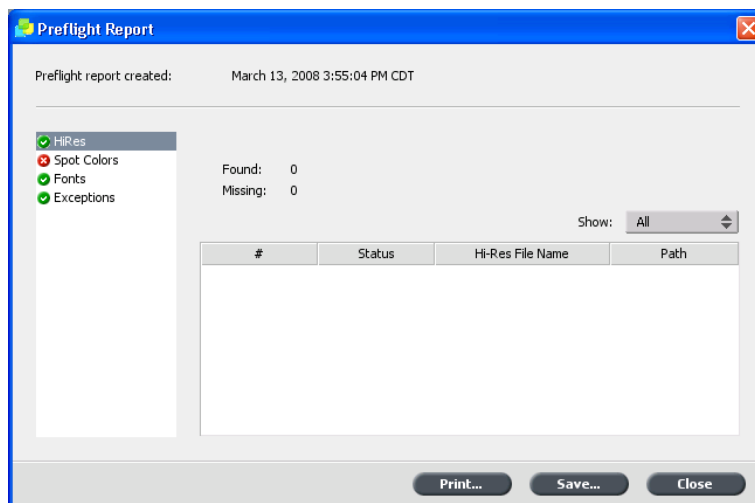 Preflight Report
Preflight report created: March 13, 2008 3:55:04 PM CDT
HiRes
Spot Colors
Fonts
Exceptions
Found: 0
Missing: 0
Show: All
# Status Hi-Res File Name Path
Print... Save... Close